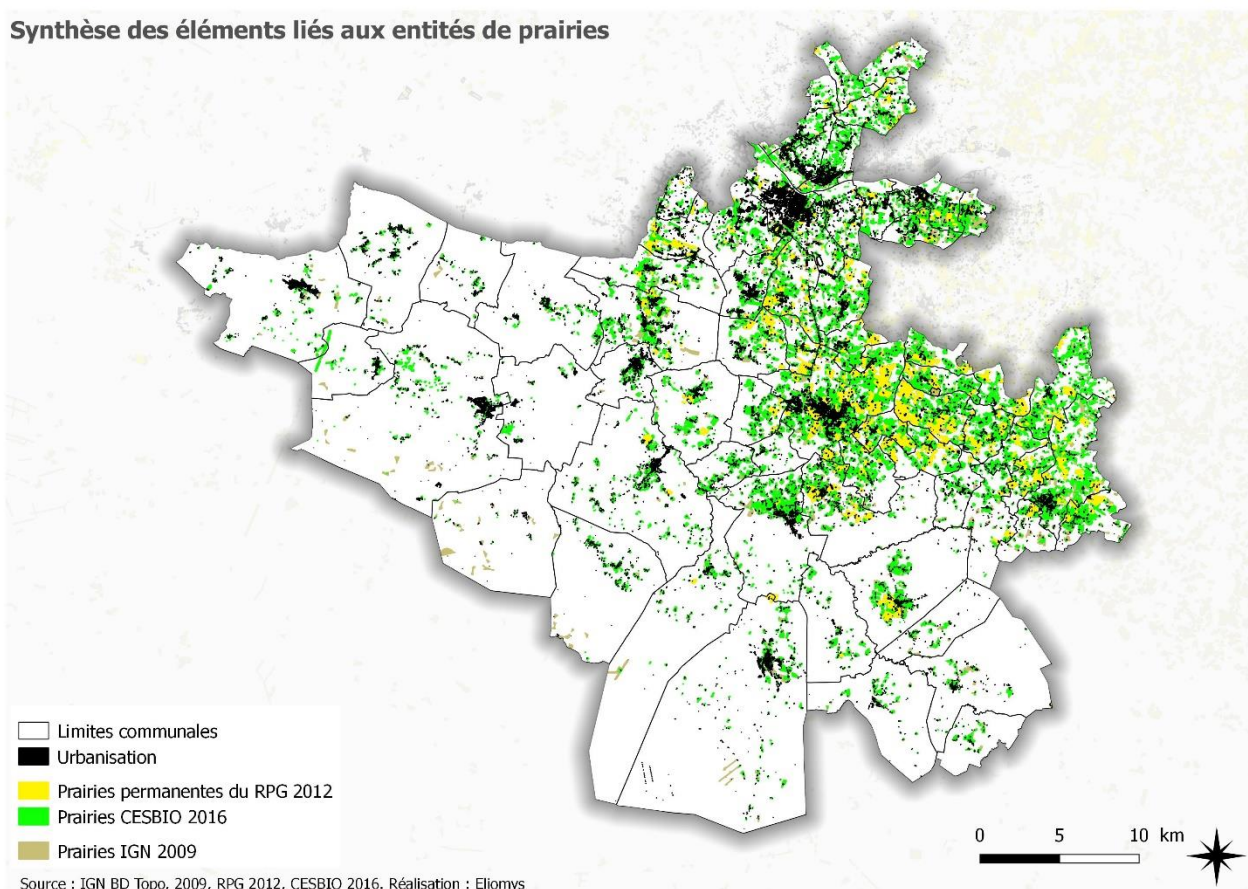 Synthèse des éléments liés aux entités de prairies
Limites communales
Urbanisation
Prairies permanentes du RPG 2012
Prairies CESBIO 2016
Prairies IGN 2009
0 5 10 km
Source : IGN BD Topo, 2009, RPG 2012, CESBIO 2016, Réalisation : Eliomys